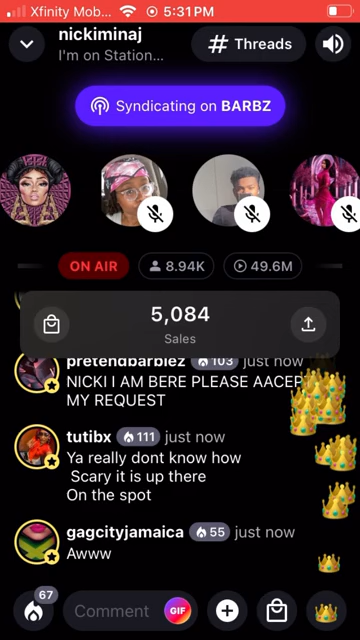 Xfinity Mob... 5:31 PM
nickiminaj
I'm on Station...
# Threads
Syndicating on BARBZ
ON AIR
8.94K
49.6M
5,084
Sales
pretendbarbiez 103 just now
NICKI I AM BERE PLEASE AACEP
MY REQUEST
tutibx 111 just now
Ya really dont know how
Scary it is up there
On the spot
gagcityjamaica 55 just now
Awww
67
Comment
GIF